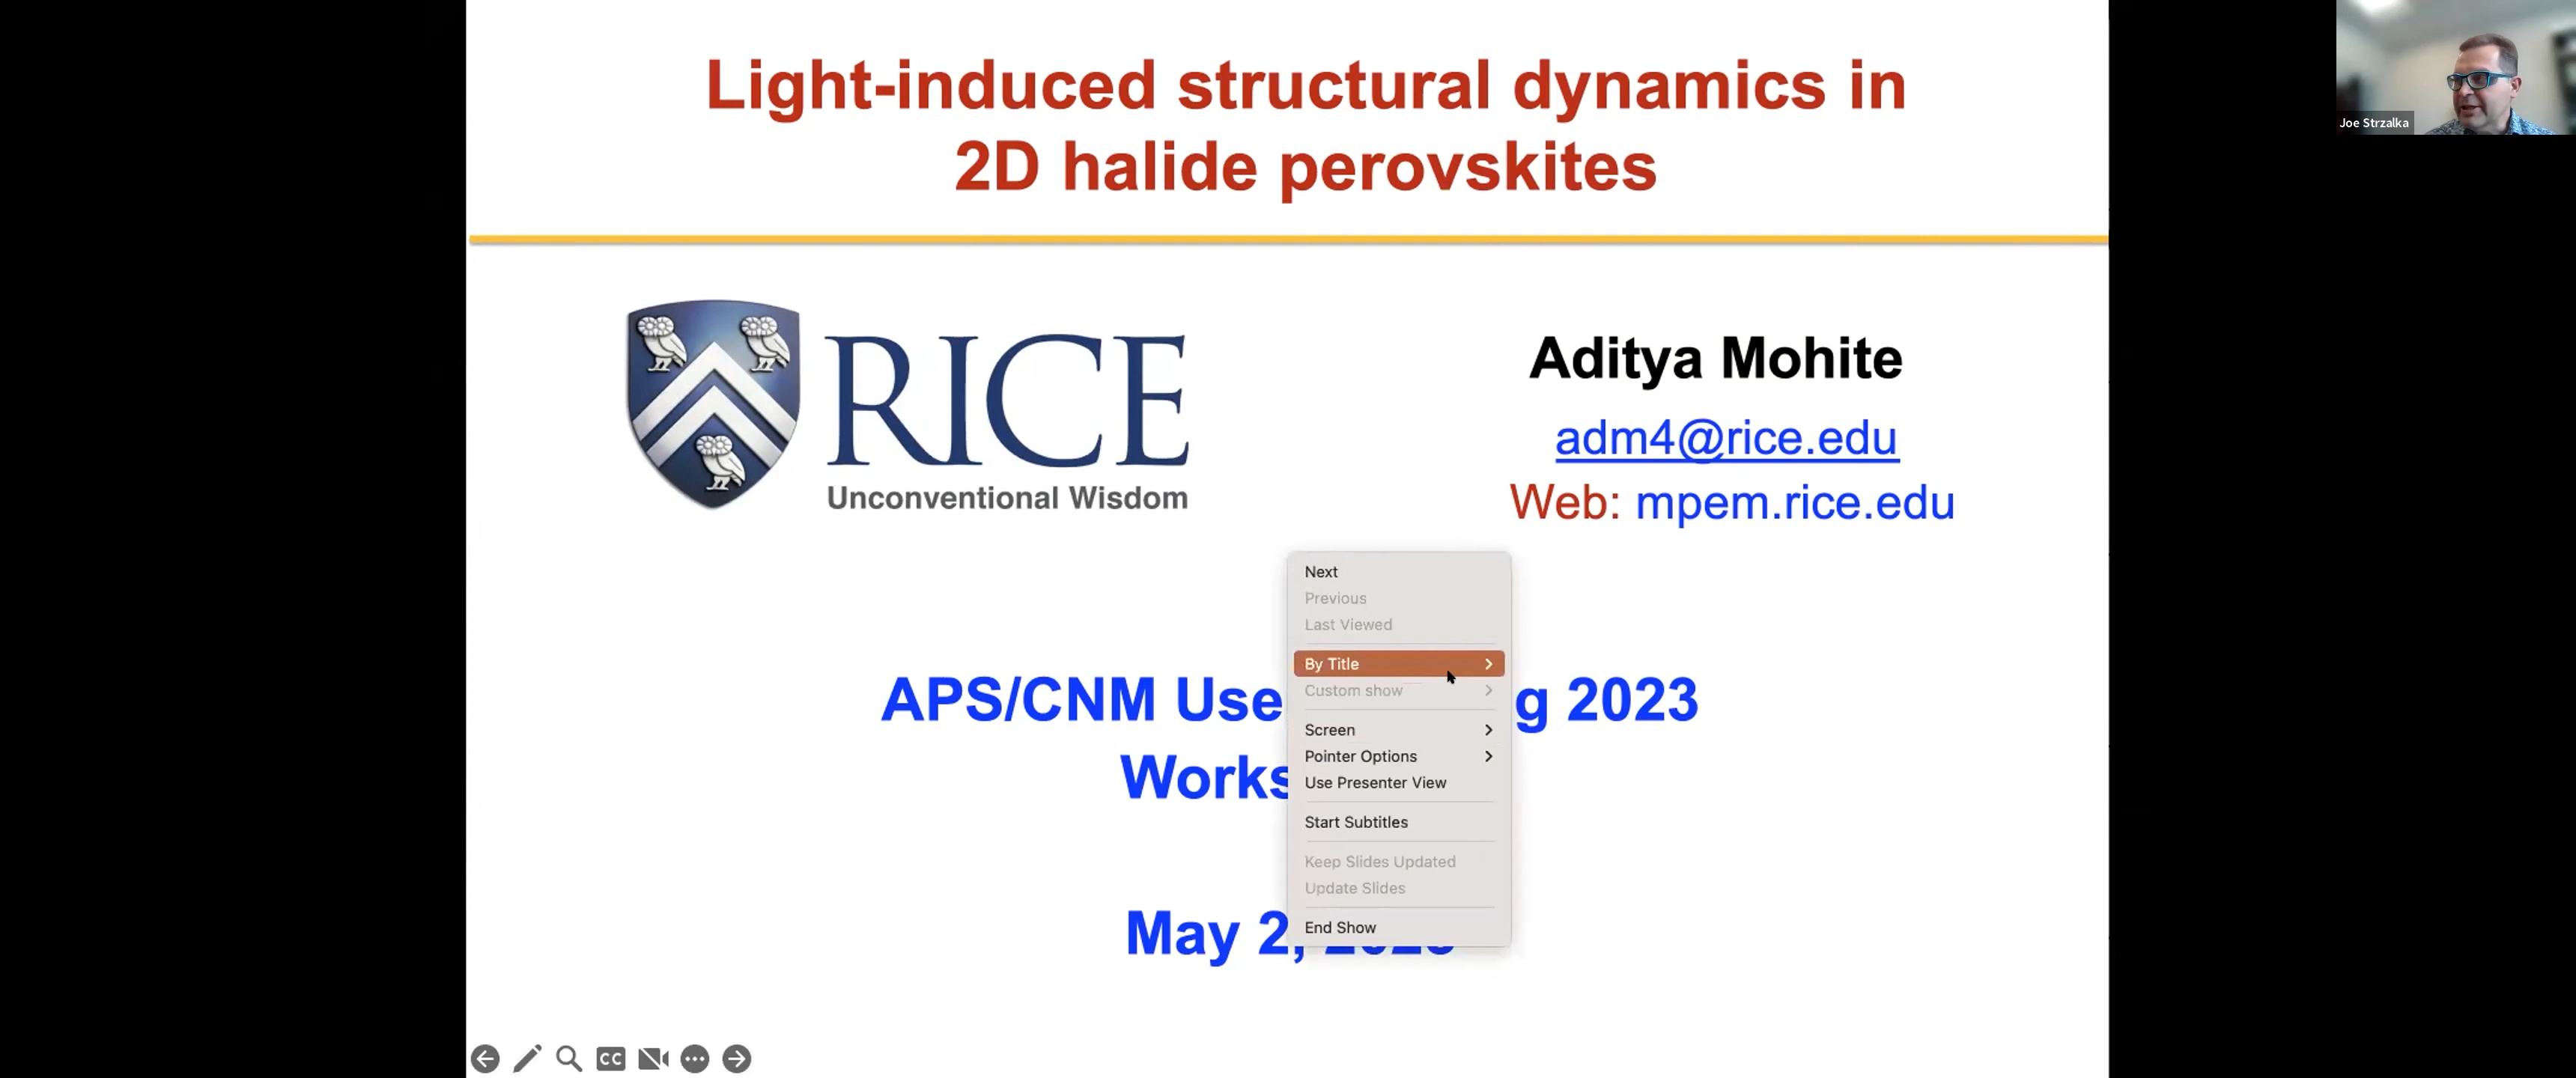 Light-induced structural dynamics in
2D halide perovskites
Joe Strzalka
RICE
Unconventional Wisdom
Aditya Mohite
adm4@rice.edu
Web: mpem.rice.edu
Next
Previous
Last Viewed
By Title
Custom show
Screen
Pointer Options
Use Presenter View
Start Subtitles
Keep Slides Updated
Update Slides
End Show
APS/CNM Use g 2023
Works
May 2, 2023
CC